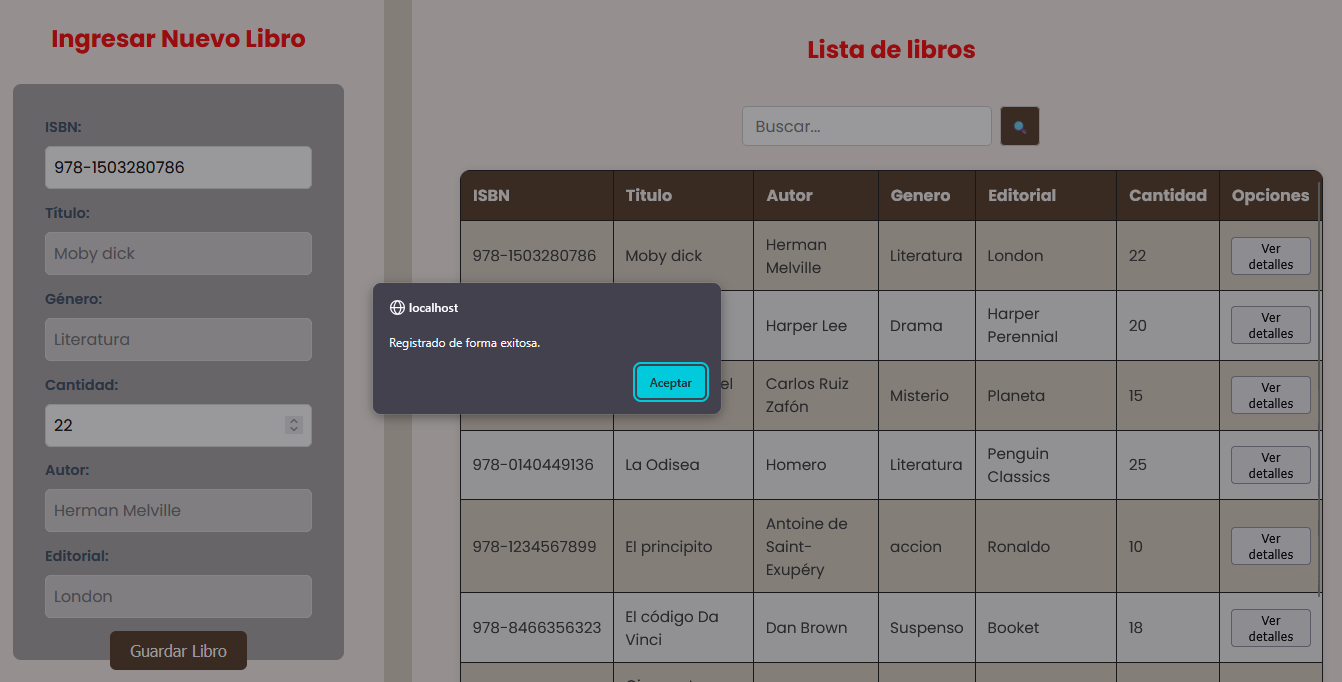 Ingresar Nuevo Libro
ISBN:
978-1503280786
Título:
Moby dick
Género:
Literatura
Cantidad:
22
Autor:
Herman Melville
Editorial:
London
Guardar Libro
Lista de libros
Buscar...
ISBN Titulo Autor Genero Editorial Cantidad Opciones
978-1503280786 Moby dick Herman Melville Literatura London 22 Ver detalles
Harper Lee Drama Harper Perennial 20 Ver detalles
el Carlos Ruiz Zafón Misterio Planeta 15 Ver detalles
978-0140449136 La Odisea Homero Literatura Penguin Classics 25 Ver detalles
978-1234567899 El principito Antoine de Saint-Exupéry accion Ronaldo 10 Ver detalles
978-8466356323 El código Da Vinci Dan Brown Suspenso Booket 18 Ver detalles
localhost
Registrado de forma exitosa.
Aceptar